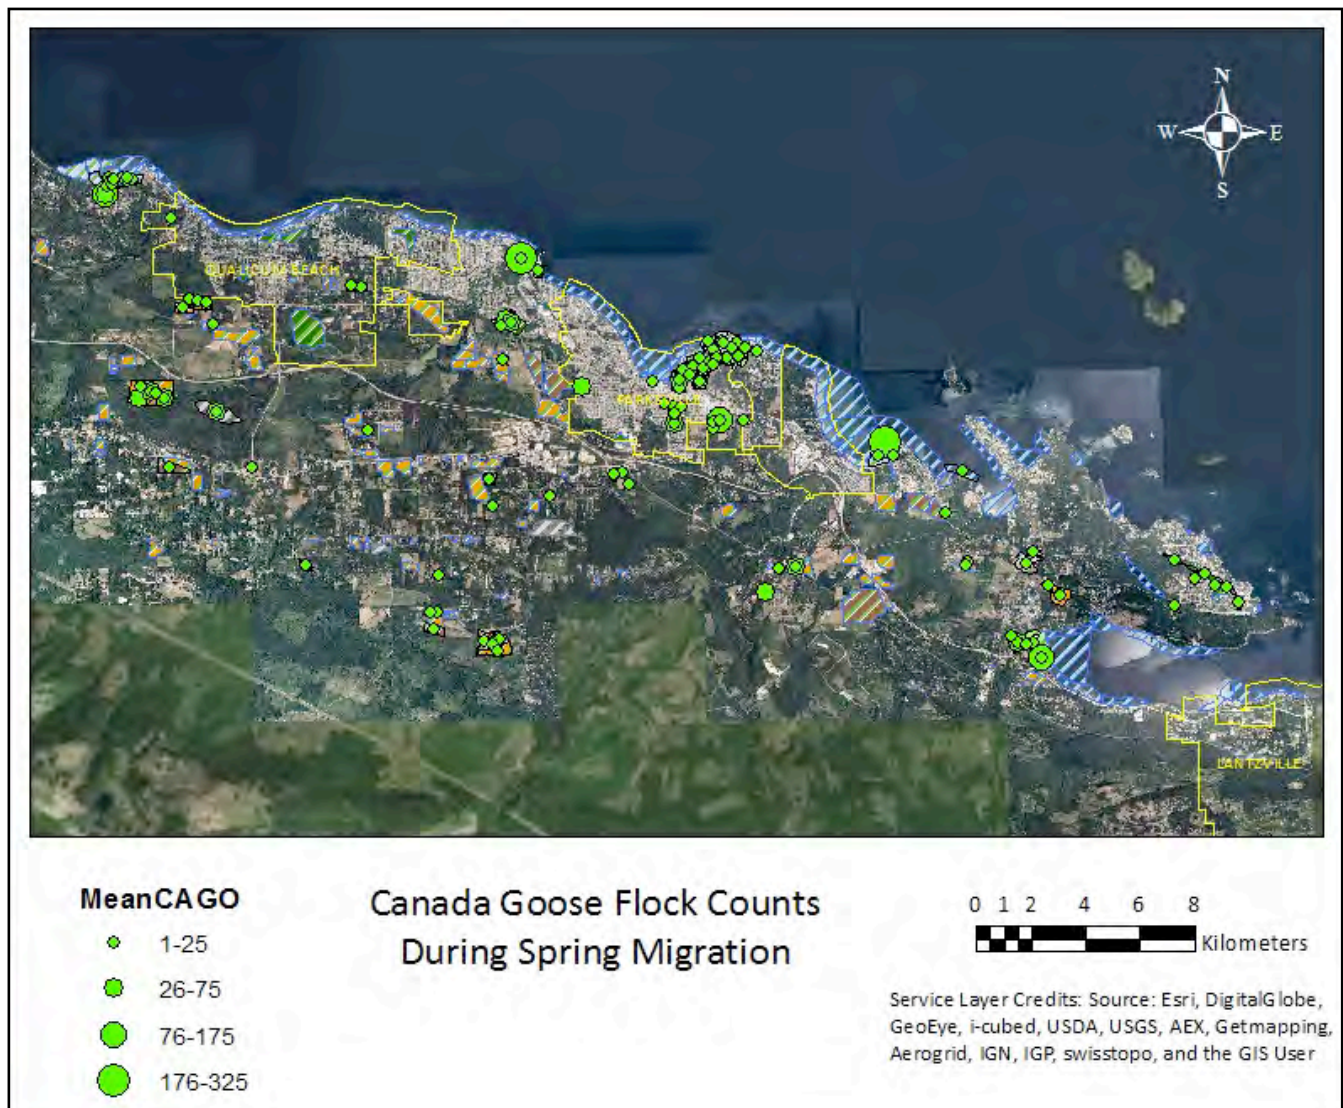 N
W E
S
QUALICUM BEACH
PARKSVILLE
LANTZVILLE
MeanCAGO
1-25
26-75
76-175
176-325
Canada Goose Flock Counts
During Spring Migration
0 1 2 4 6 8
Kilometers
Service Layer Credits: Source: Esri, DigitalGlobe,
GeoEye, i-cubed, USDA, USGS, AEX, Getmapping,
Aerogrid, IGN, IGP, swisstopo, and the GIS User